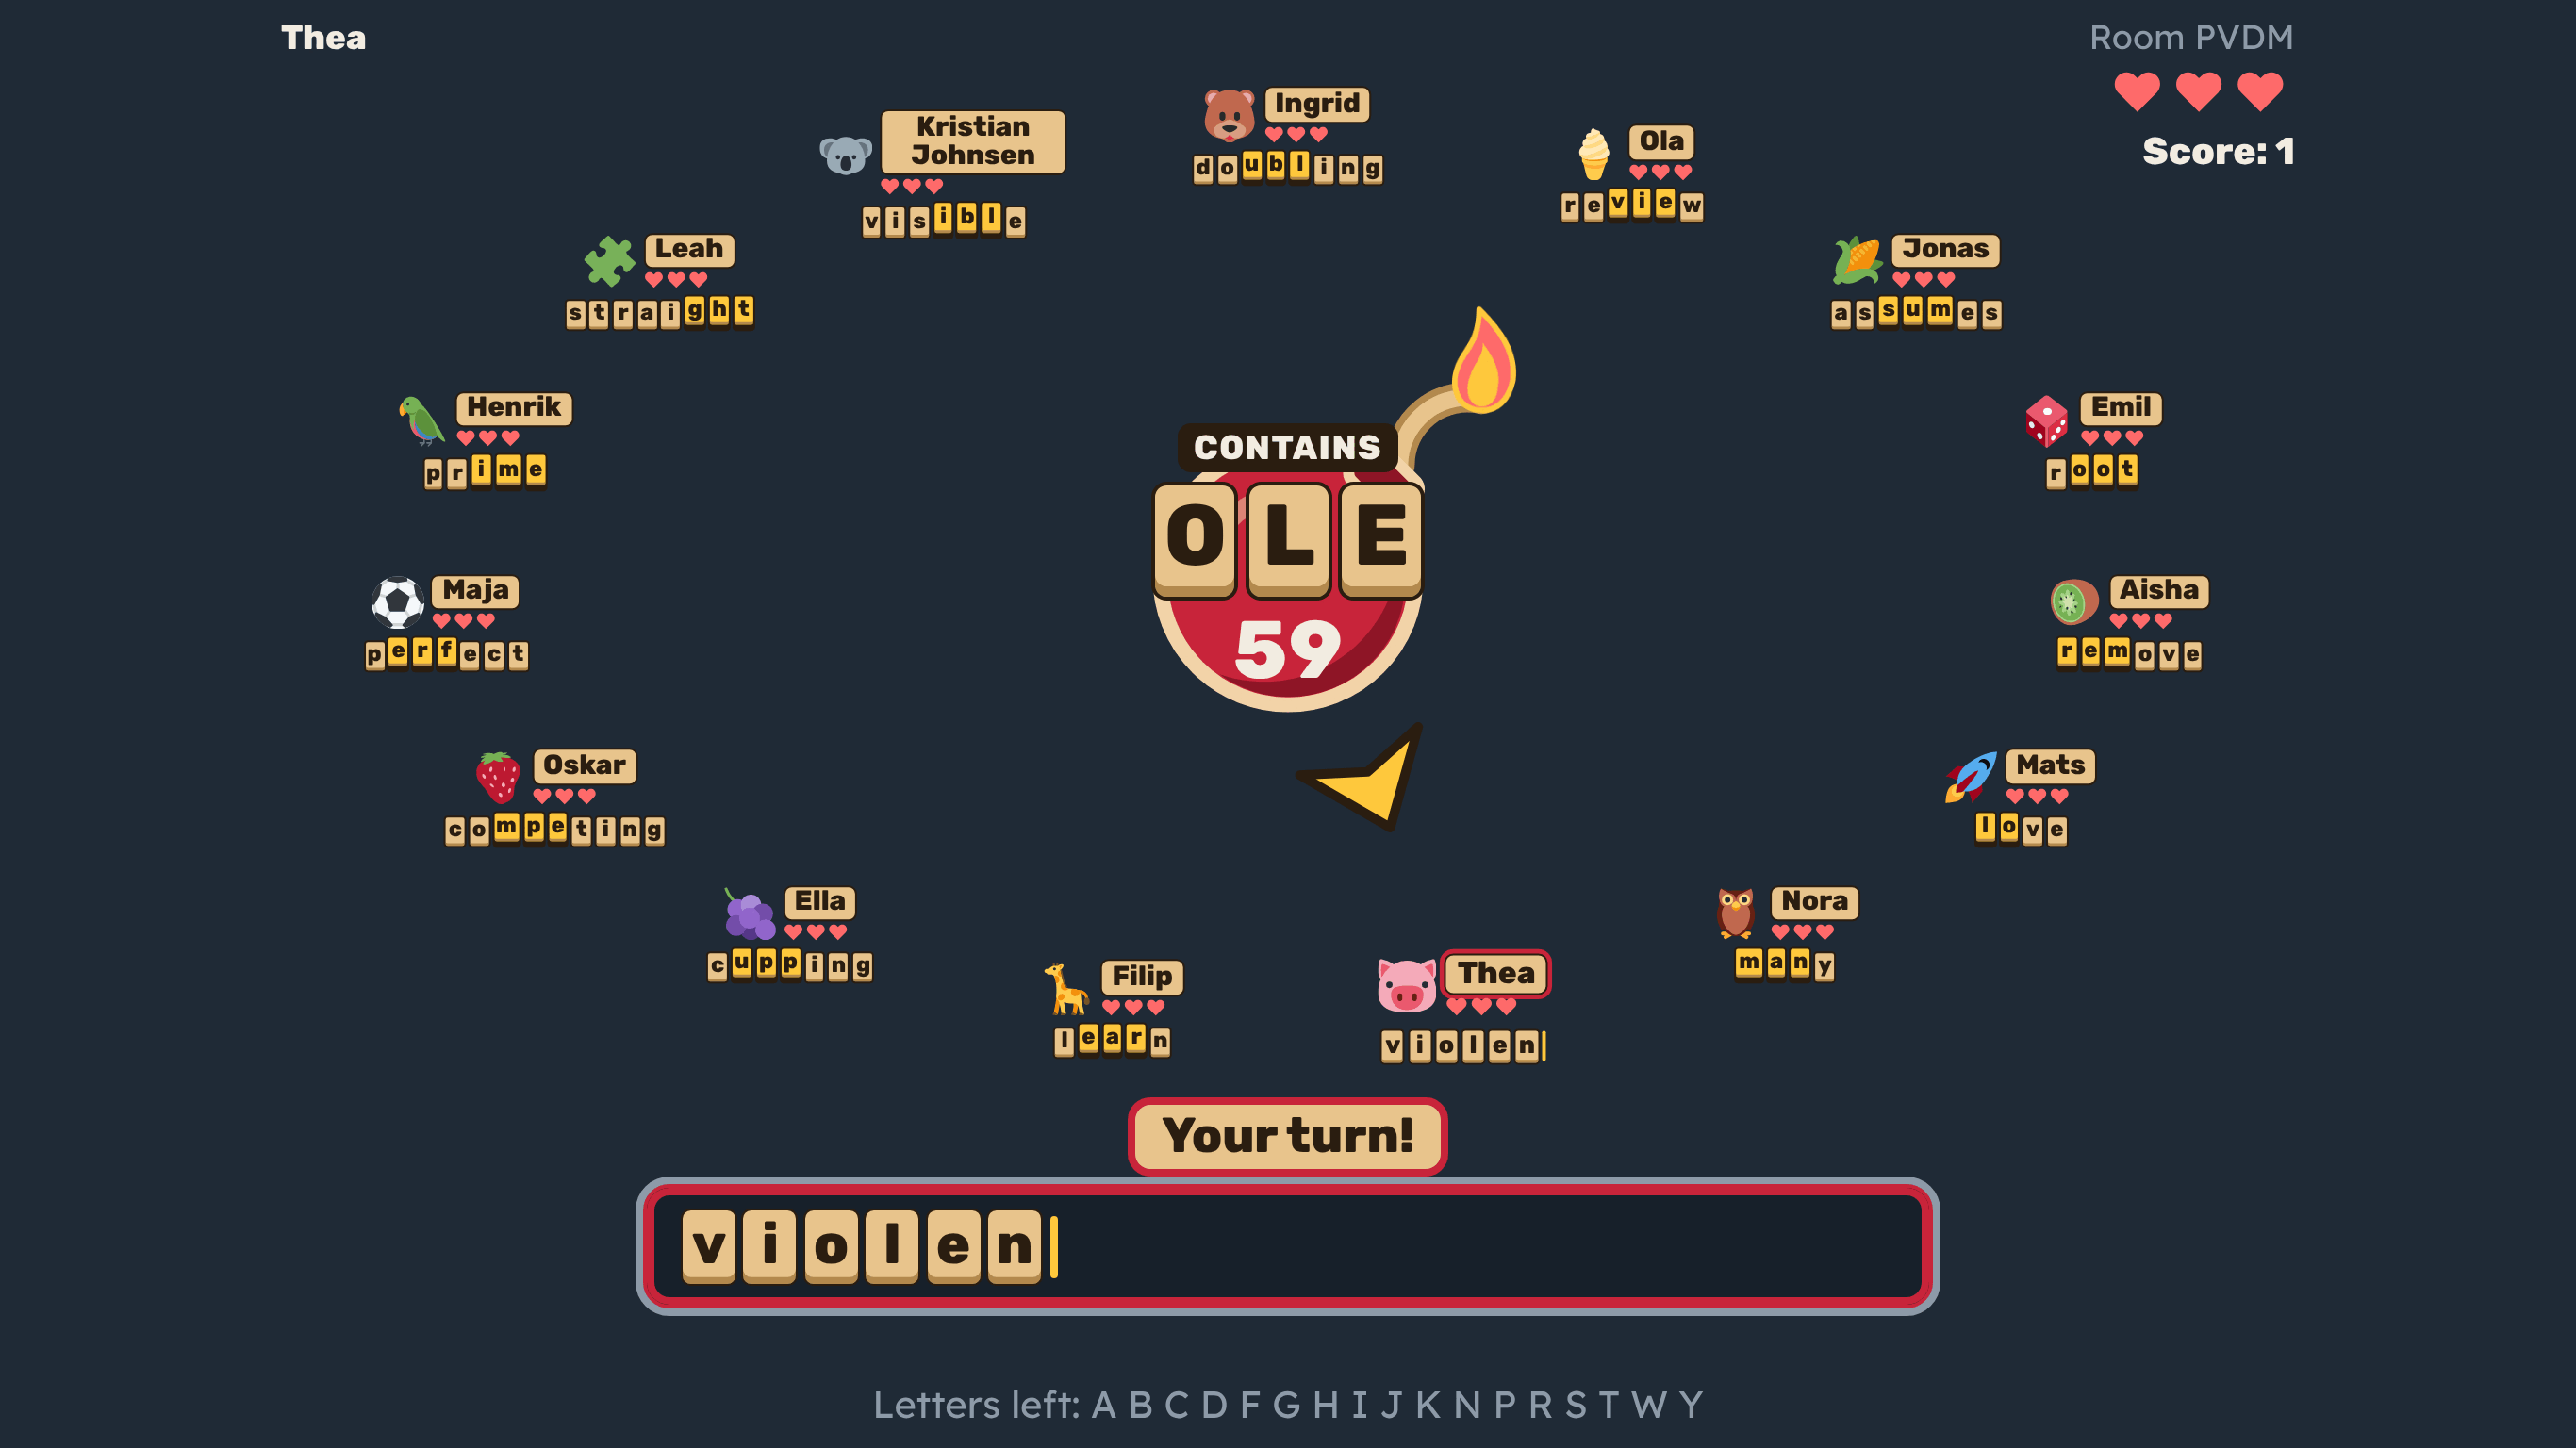 Thea
Room PVDM
Score: 1
Ingrid
doubling
Kristian
Johnsen
visible
Ola
review
Leah
straight
Jonas
assumes
Henrik
prime
Emil
root
CONTAINS
OLE
59
Maja
perfect
Aisha
remove
Oskar
competing
Mats
love
Ella
cupping
Nora
many
Filip
learn
Thea
violen
Your turn!
violen
Letters left: A B C D F G H I J K N P R S T W Y